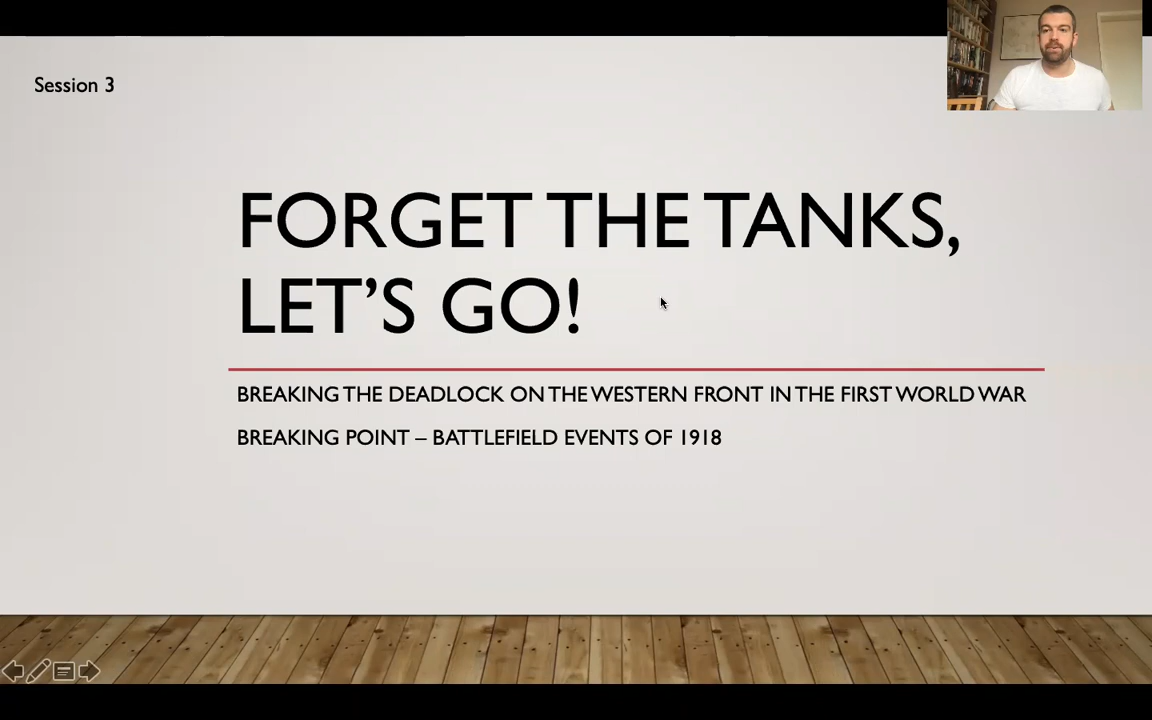 Session 3
FORGET THE TANKS,
LET'S GO!
BREAKING THE DEADLOCK ON THE WESTERN FRONT IN THE FIRST WORLD WAR
BREAKING POINT – BATTLEFIELD EVENTS OF 1918